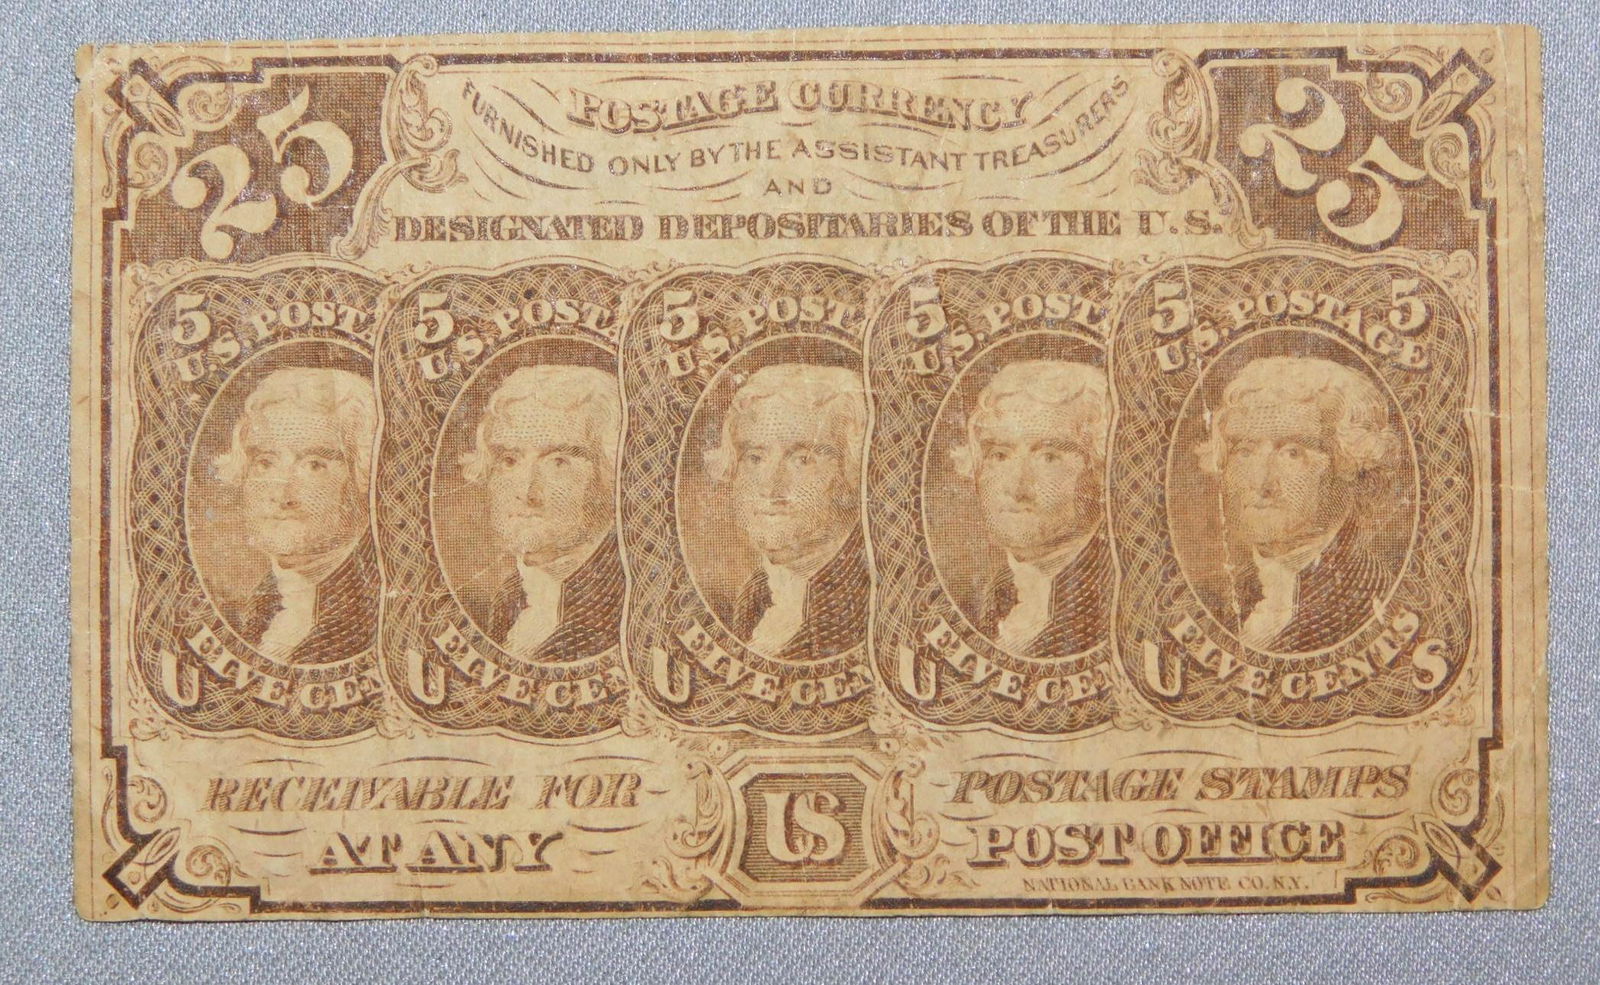 25 POSTAGE CURRENCY 25
FURNISHED ONLY BY THE ASSISTANT TREASURERS
AND
DESIGNATED DEPOSITARIES OF THE U.S.
5 5 5 5 5 5
U.S. POST U.S. POST U.S. POST U.S. POST U.S. POSTAGE
FIVE CEN FIVE CEN FIVE CEN FIVE CE FIVE CENTS
U U U U U S
RECEIVABLE FOR POSTAGE STAMPS
AT ANY US POST OFFICE
NATIONAL BANK NOTE CO. N.Y.